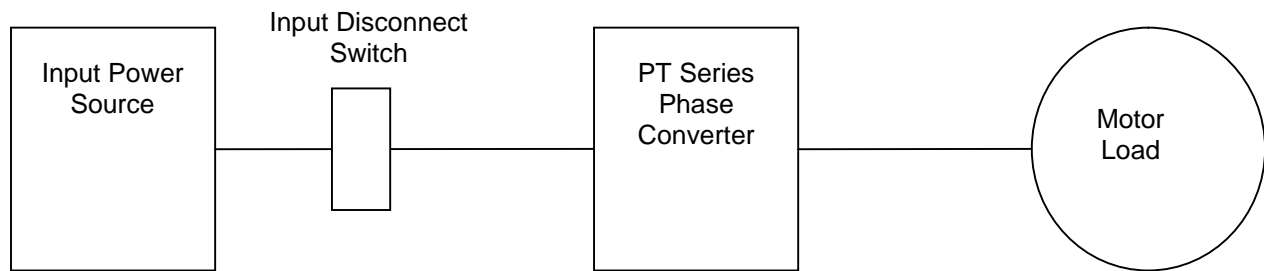 Input Disconnect
Switch
Input Power
Source
PT Series
Phase
Converter
Motor
Load